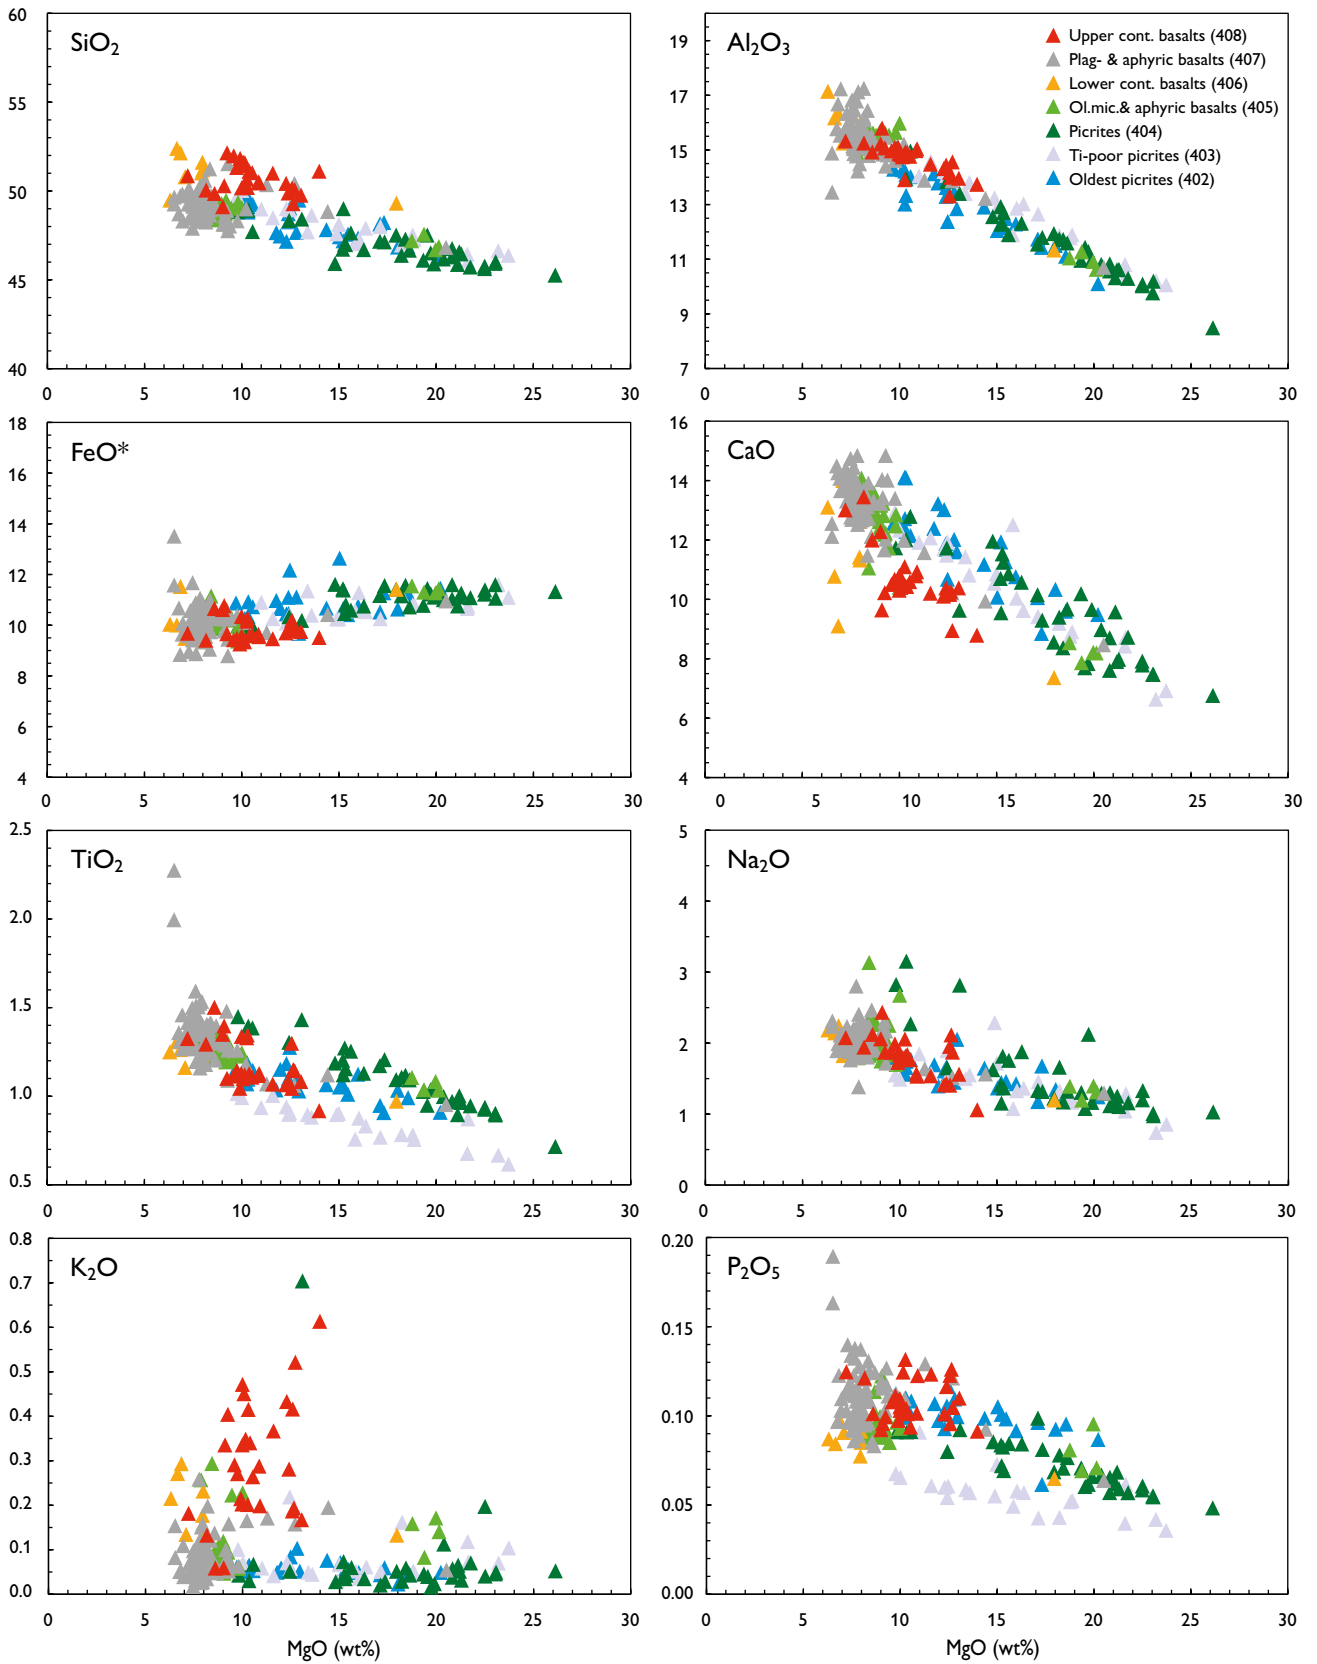 SiO2
60
55
50
45
40
0 5 10 15 20 25 30
Al2O3
19
17
15
13
11
9
7
0 5 10 15 20 25 30
Upper cont. basalts (408)
Plag- & aphyric basalts (407)
Lower cont. basalts (406)
Ol.mic.& aphyric basalts (405)
Picrites (404)
Ti-poor picrites (403)
Oldest picrites (402)
FeO*
18
16
14
12
10
8
6
4
0 5 10 15 20 25 30
CaO
16
14
12
10
8
6
4
0 5 10 15 20 25 30
TiO2
2.5
2.0
1.5
1.0
0.5
0 5 10 15 20 25 30
Na2O
5
4
3
2
1
0
0 5 10 15 20 25 30
K2O
0.8
0.7
0.6
0.5
0.4
0.3
0.2
0.1
0.0
0 5 10 15 20 25 30
MgO (wt%)
P2O5
0.20
0.15
0.10
0.05
0.00
0 5 10 15 20 25 30
MgO (wt%)